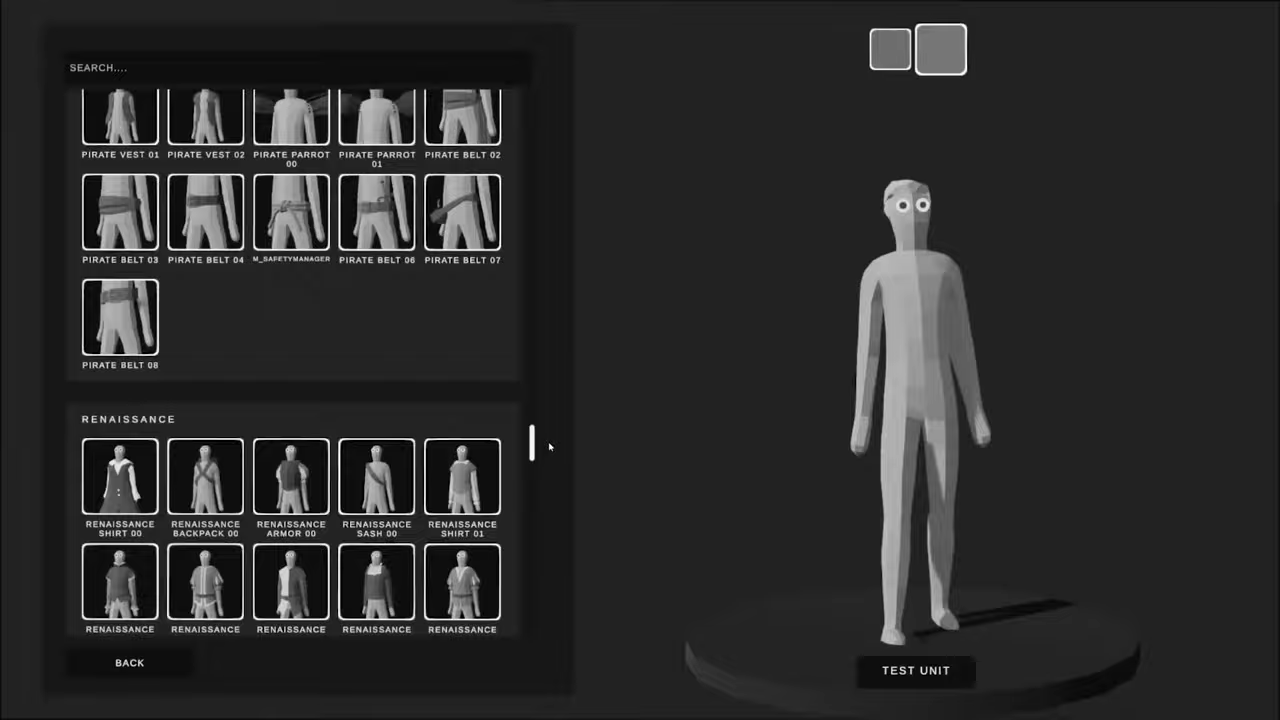 SEARCH....
PIRATE VEST 01
PIRATE VEST 02
PIRATE PARROT
00
PIRATE PARROT
01
PIRATE BELT 02
PIRATE BELT 03
PIRATE BELT 04
M_SAFETYMANAGER
PIRATE BELT 06
PIRATE BELT 07
PIRATE BELT 08
RENAISSANCE
RENAISSANCE
SHIRT 00
RENAISSANCE
BACKPACK 00
RENAISSANCE
ARMOR 00
RENAISSANCE
SASH 00
RENAISSANCE
SHIRT 01
RENAISSANCE
RENAISSANCE
RENAISSANCE
RENAISSANCE
RENAISSANCE
BACK
TEST UNIT